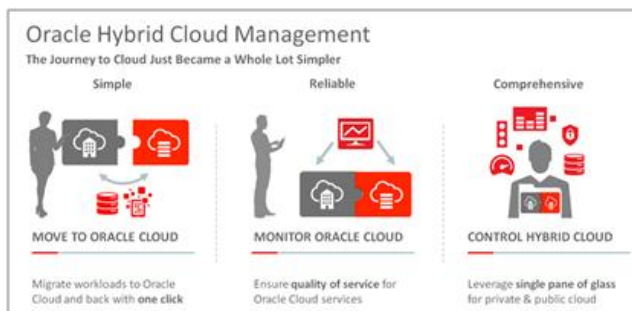 Oracle Hybrid Cloud Management
The Journey to Cloud Just Became a Whole Lot Simpler
Simple
Reliable
Comprehensive
MOVE TO ORACLE CLOUD
MONITOR ORACLE CLOUD
CONTROL HYBRID CLOUD
Migrate workloads to Oracle
Cloud and back with one click
Ensure quality of service for
Oracle Cloud services
Leverage single pane of glass
for private & public cloud